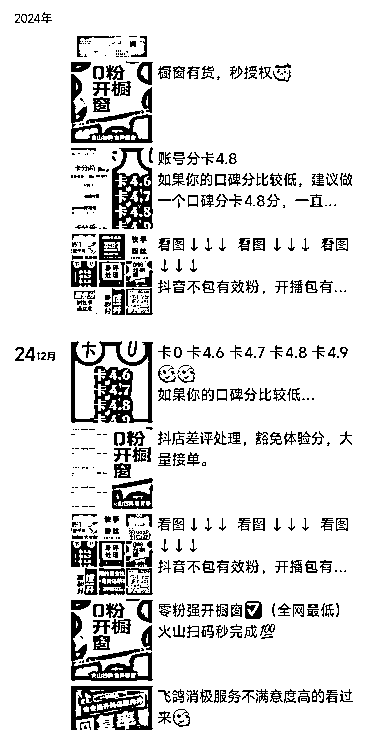 2024年
0粉
开橱
窗
橱窗有货，秒授权
卡4.6
卡4.7
卡4.8
账号分卡4.8
如果你的口碑分比较低，建议做
一个口碑分卡4.8分，一直...
看图↓↓↓ 看图↓↓↓ 看图
↓↓↓
抖音不包有效粉，开播包有...
24 12月
卡 0
卡4.6
卡4.7
卡4.8
卡0 卡4.6 卡4.7 卡4.8 卡4.9
如果你的口碑分比较低...
0粉
开橱
窗
抖店差评处理，豁免体验分，大
量接单。
看图↓↓↓ 看图↓↓↓ 看图
↓↓↓
抖音不包有效粉，开播包有...
0粉
开橱
窗
零粉强开橱窗✅（全网最低）
火山扫码秒完成💯
飞鸽消极服务不满意度高的看过
来